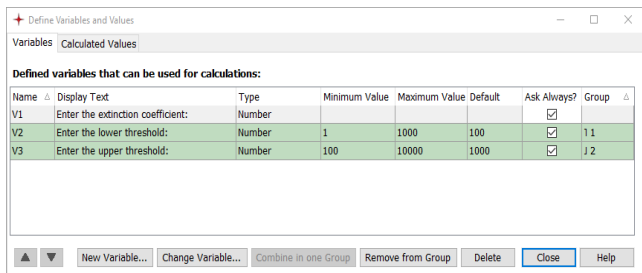 Define Variables and Values
Variables Calculated Values
Defined variables that can be used for calculations:
Name Display Text Type Minimum Value Maximum Value Default Ask Always? Group
V1 Enter the extinction coefficient: Number
V2 Enter the lower threshold: Number 1 1000 100 ˥ 1
V3 Enter the upper threshold: Number 100 10000 1000 ˩ 2
New Variable... Change Variable... Combine in one Group Remove from Group Delete Close Help